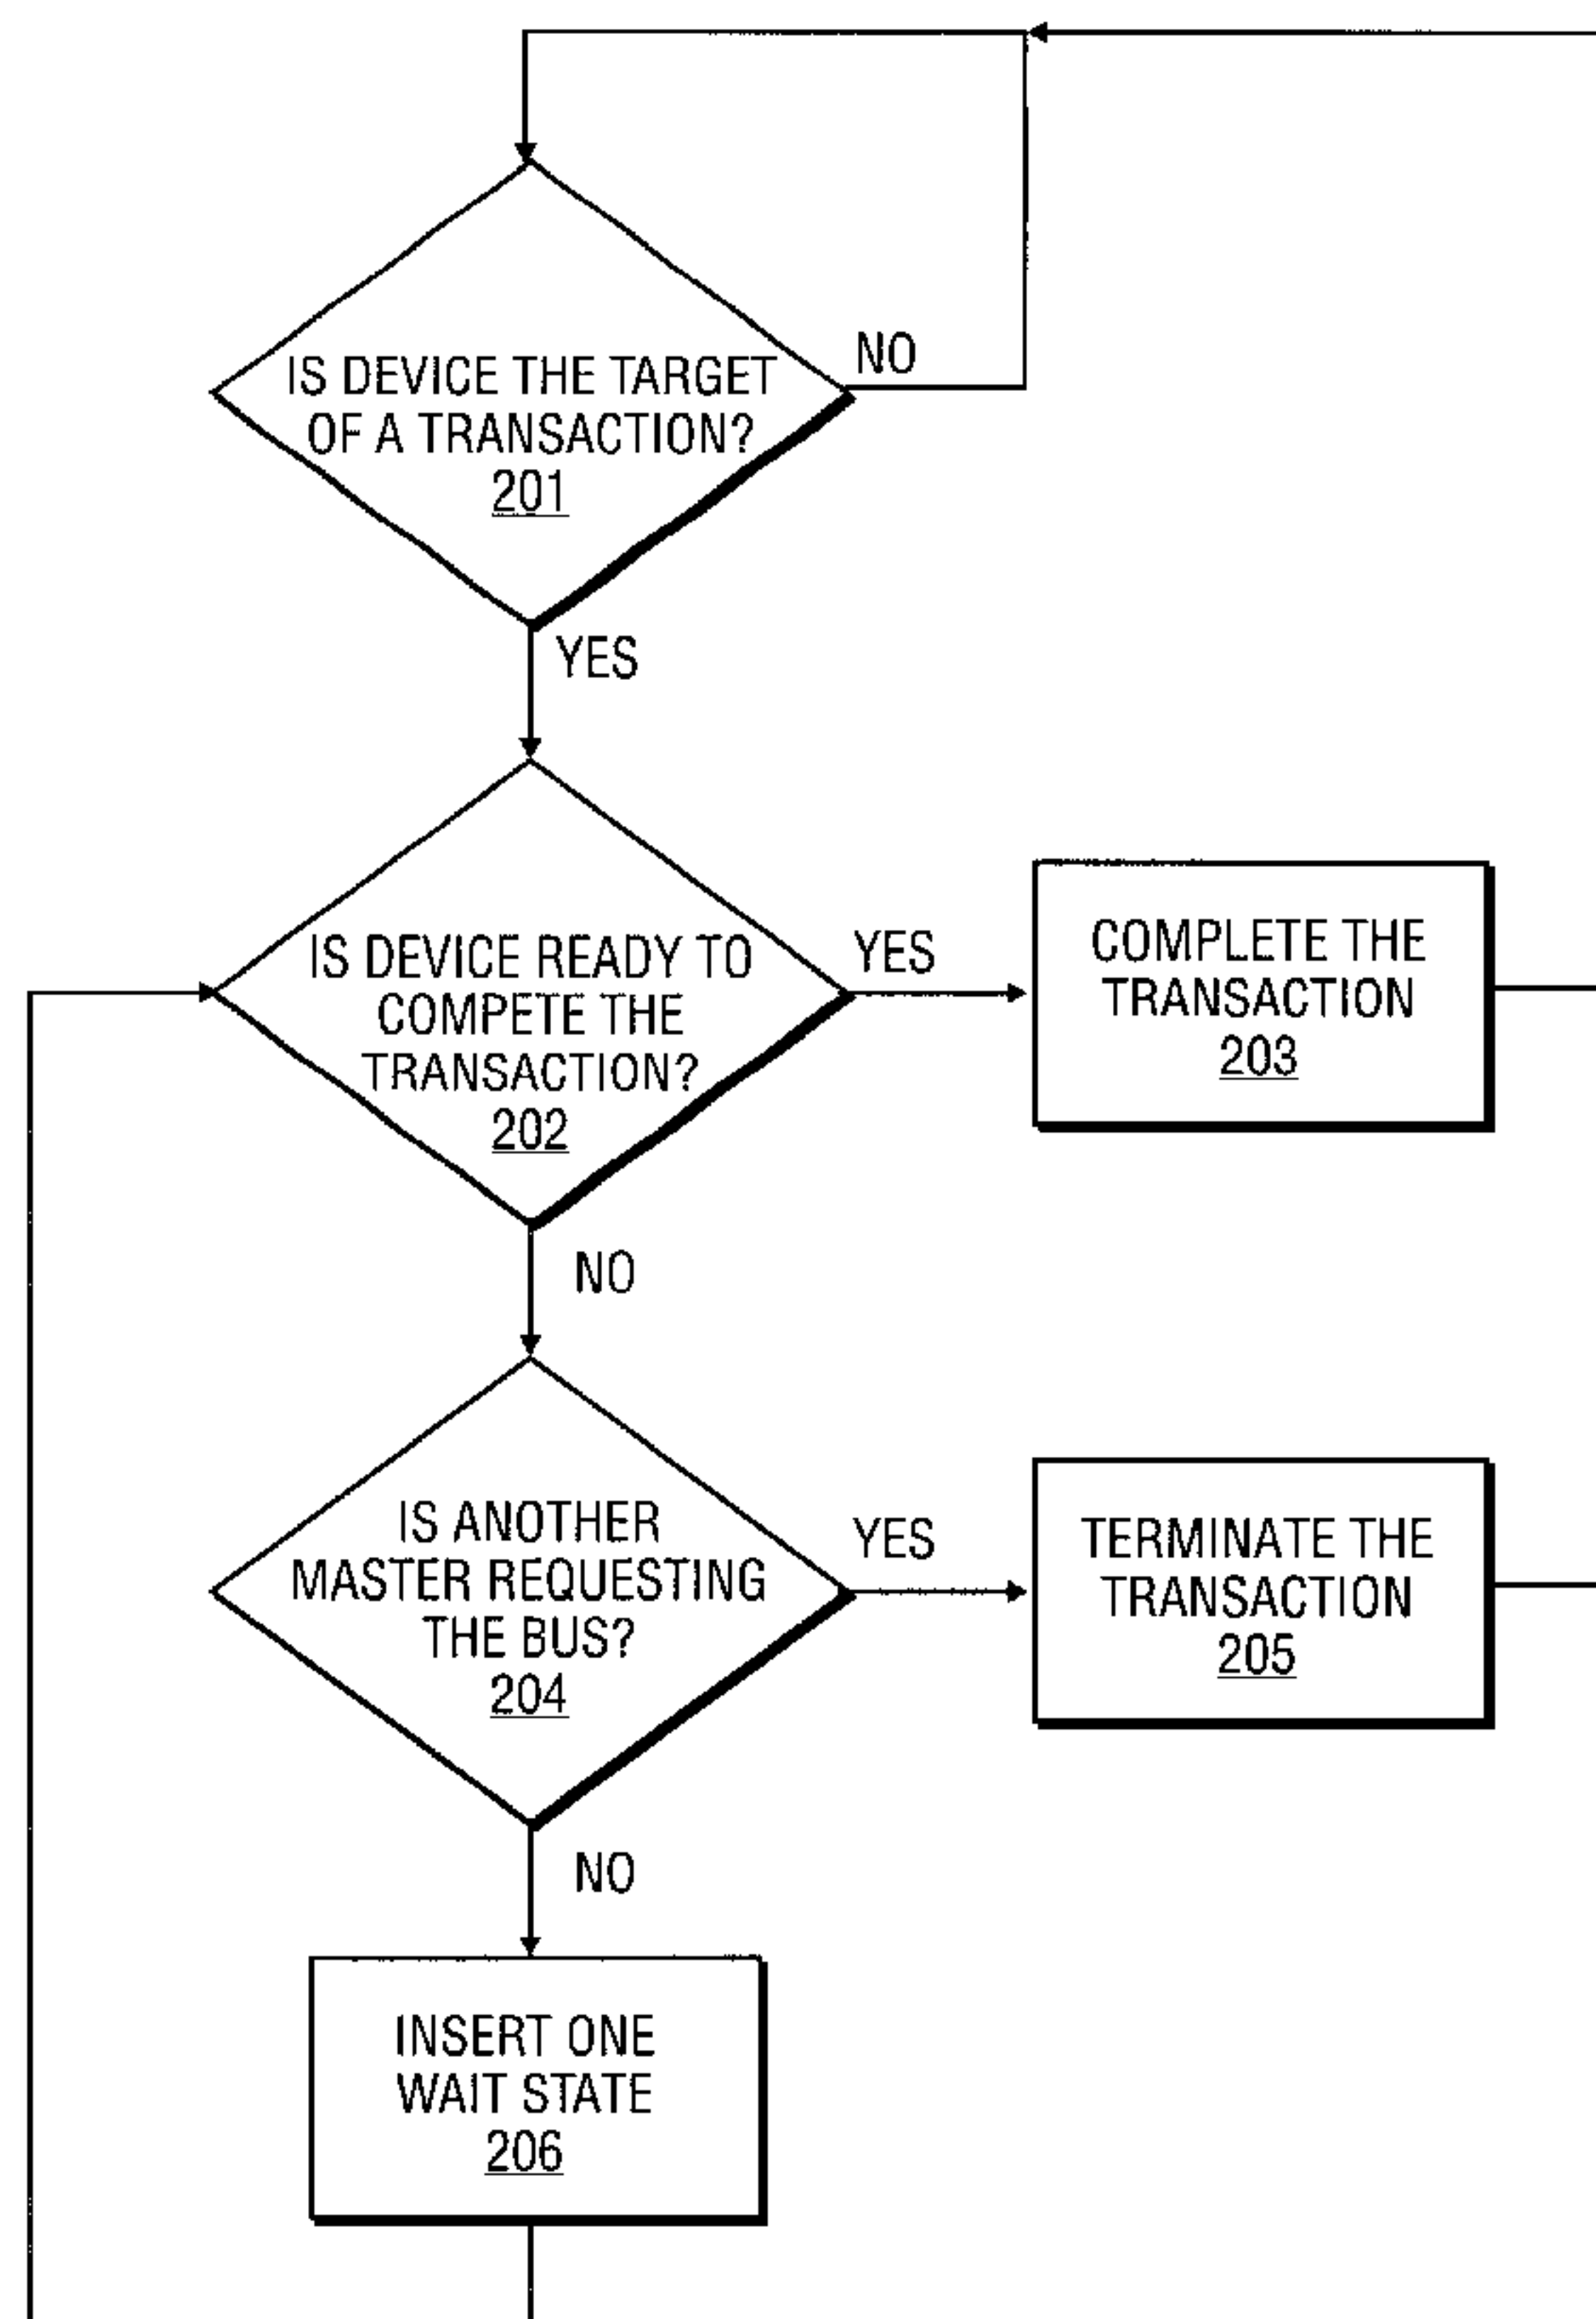 IS DEVICE THE TARGET
OF A TRANSACTION?
201
NO
YES
IS DEVICE READY TO
COMPETE THE
TRANSACTION?
202
YES
COMPLETE THE
TRANSACTION
203
NO
IS ANOTHER
MASTER REQUESTING
THE BUS?
204
YES
TERMINATE THE
TRANSACTION
205
NO
INSERT ONE
WAIT STATE
206